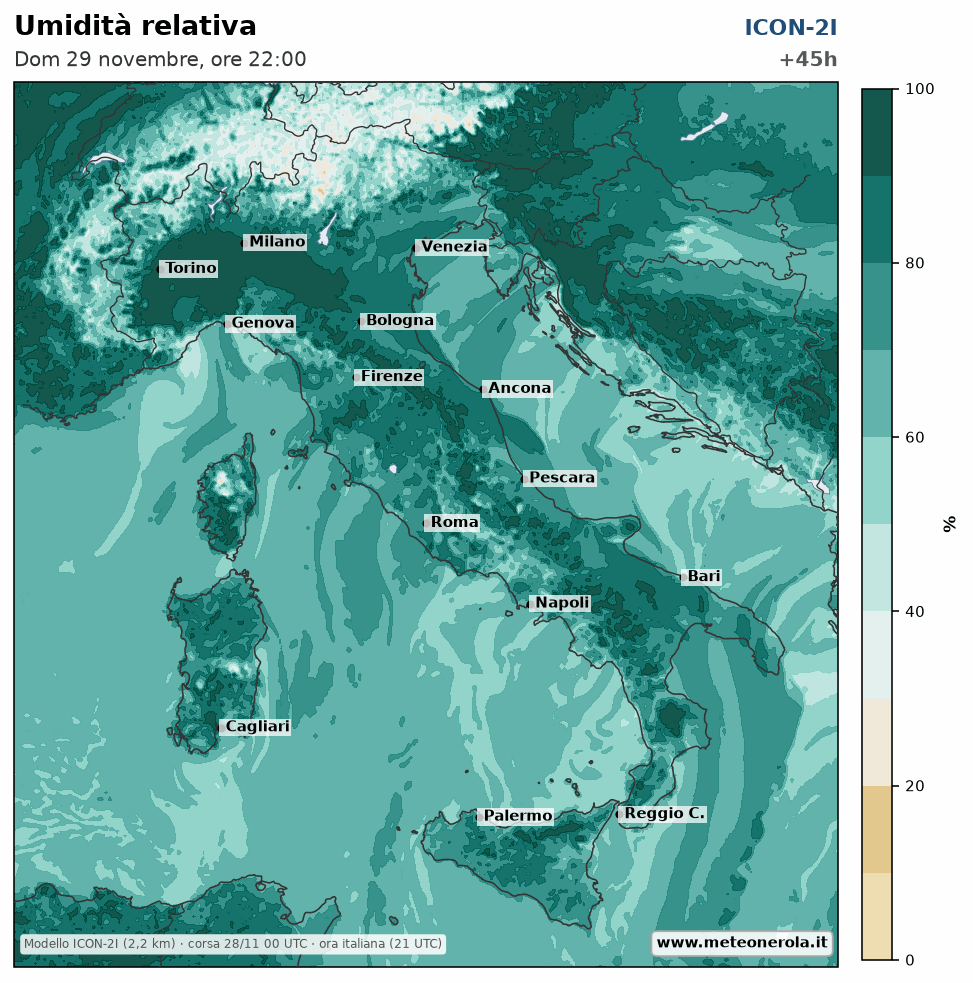 Umidità relativa
ICON-2I
Dom 29 novembre, ore 22:00
+45h
100
80
60
40
20
0
%
Milano
Venezia
Torino
Genova
Bologna
Firenze
Ancona
Pescara
Roma
Bari
Napoli
Cagliari
Palermo
Reggio C.
Modello ICON-2I (2,2 km) · corsa 28/11 00 UTC · ora italiana (21 UTC)
www.meteonerola.it